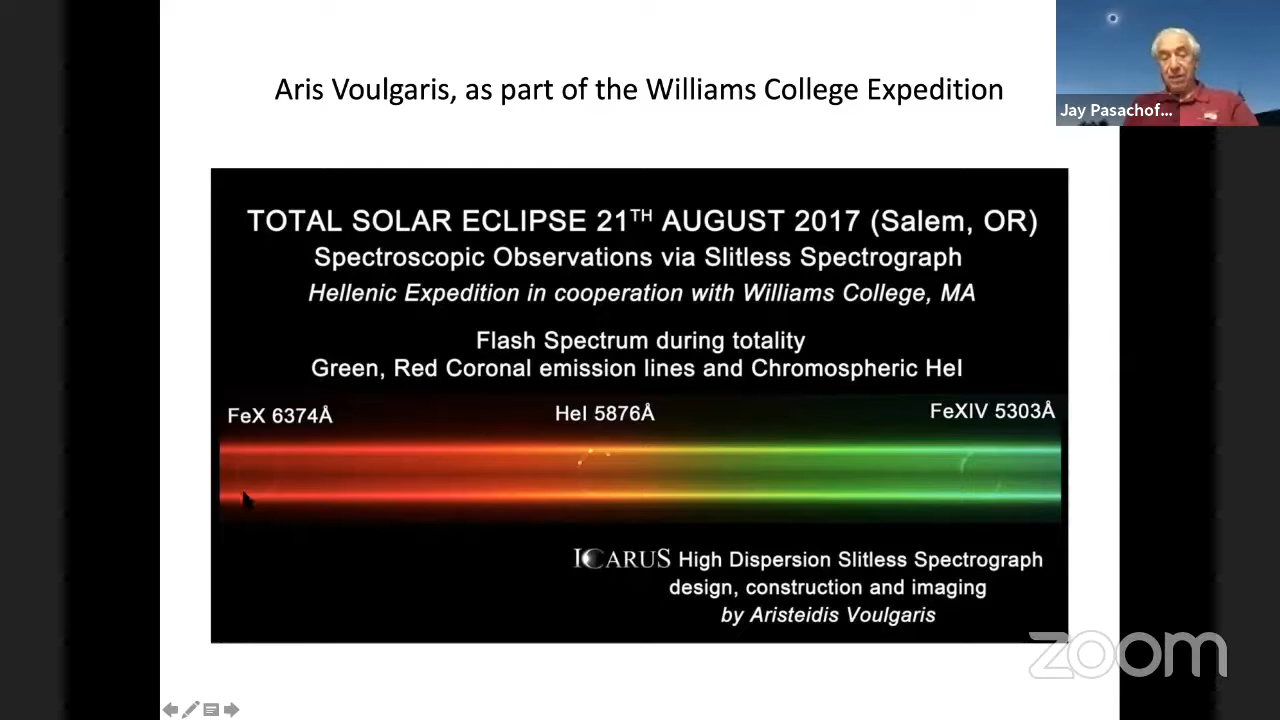 Aris Voulgaris, as part of the Williams College Expedition
Jay Pasachof...
TOTAL SOLAR ECLIPSE 21TH AUGUST 2017 (Salem, OR)
Spectroscopic Observations via Slitless Spectrograph
Hellenic Expedition in cooperation with Williams College, MA
Flash Spectrum during totality
Green, Red Coronal emission lines and Chromospheric HeI
FeX 6374Å
HeI 5876Å
FeXIV 5303Å
ICARUS High Dispersion Slitless Spectrograph
design, construction and imaging
by Aristeidis Voulgaris
zoom